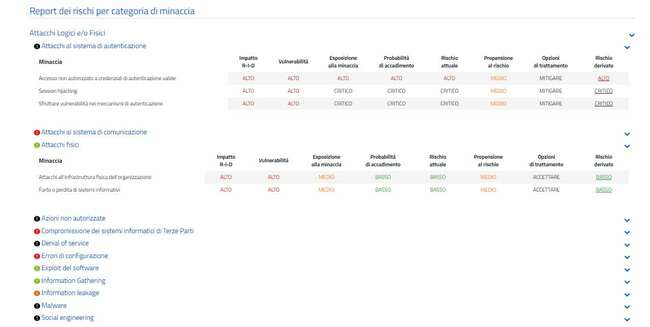 Report dei rischi per categoria di minaccia
Attacchi Logici e/o Fisici
Attacchi al sistema di autenticazione
Minaccia Impatto R-I-D Vulnerabilità Esposizione alla minaccia Probabilità di accadimento Rischio attuale Propensione al rischio Opzioni di trattamento Rischio derivato
Accesso non autorizzato a credenziali di autenticazione valide ALTO ALTO ALTO ALTO ALTO MEDIO MITIGARE ALTO
Session hijacking ALTO ALTO CRITICO CRITICO CRITICO MEDIO MITIGARE CRITICO
Sfruttare vulnerabilità nei meccanismi di autenticazione ALTO ALTO CRITICO CRITICO CRITICO MEDIO MITIGARE CRITICO
Attacchi al sistema di comunicazione
Attacchi fisici
Minaccia Impatto R-I-D Vulnerabilità Esposizione alla minaccia Probabilità di accadimento Rischio attuale Propensione al rischio Opzioni di trattamento Rischio derivato
Attacchi all'infrastruttura fisica dell'organizzazione ALTO ALTO MEDIO BASSO BASSO MEDIO ACCETTARE BASSO
Furto o perdita di sistemi informativi ALTO ALTO MEDIO BASSO BASSO MEDIO ACCETTARE BASSO
Azioni non autorizzate
Compromissione dei sistemi informatici di Terze Parti
Denial of service
Errori di configurazione
Exploit del software
Information Gathering
Information leakage
Malware
Social engineering